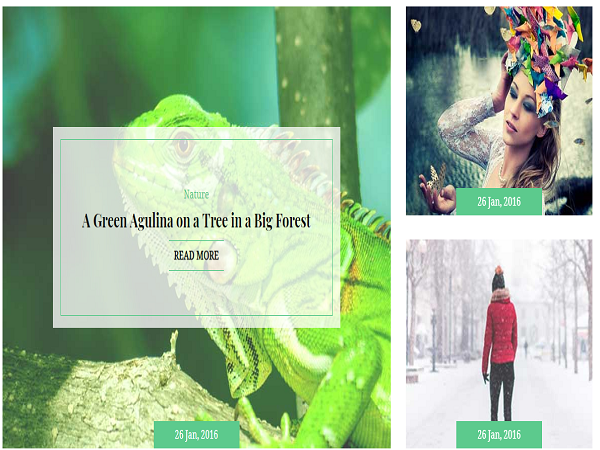 Nature
A Green Agulina on a Tree in a Big Forest
READ MORE
26 Jan, 2016
26 Jan, 2016
26 Jan, 2016